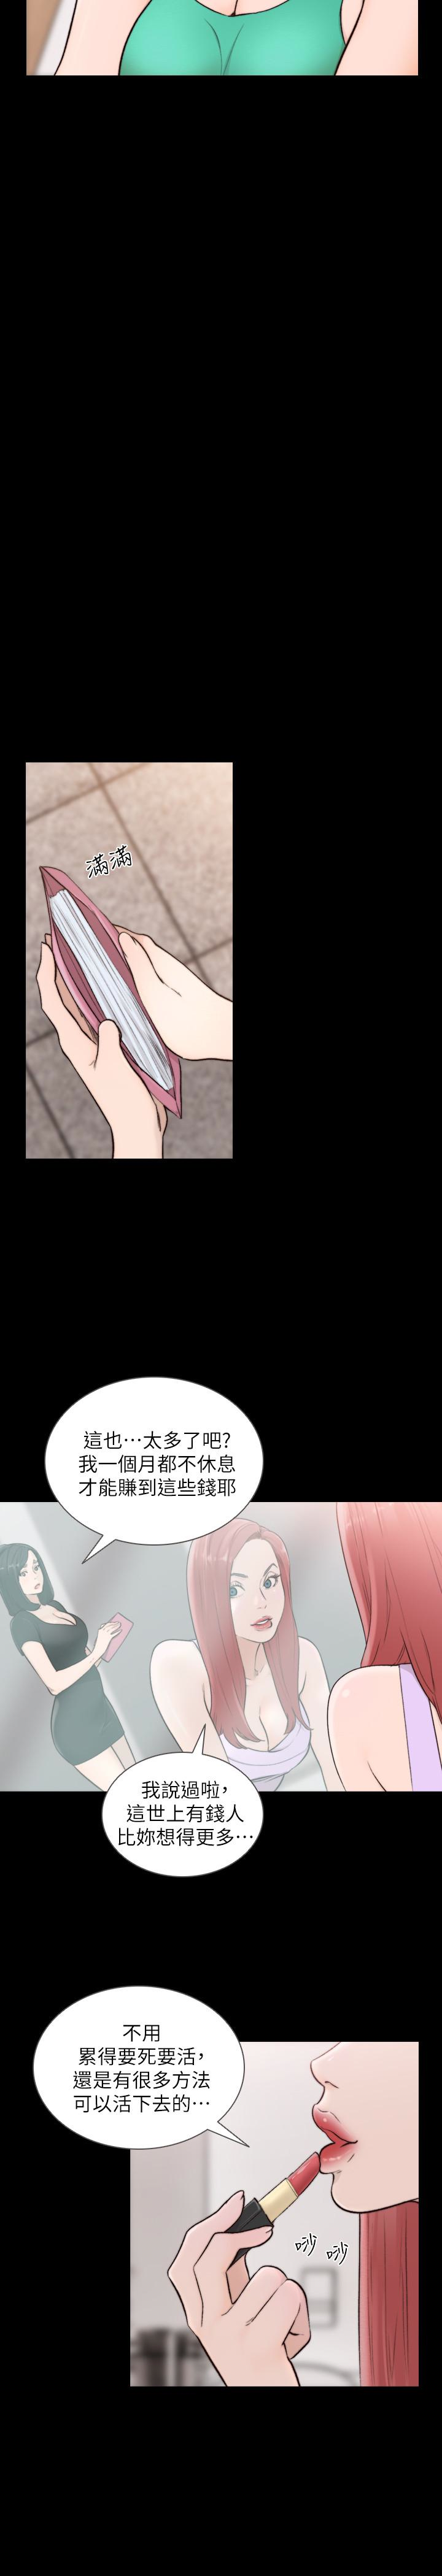 滿滿
這也⋯太多了吧?
我一個月都不休息
才能賺到這些錢耶
我說過啦,
這世上有錢人
比妳想得更多⋯
不用
累得要死要活,
還是有很多方法
可以活下去的⋯
唦 唦